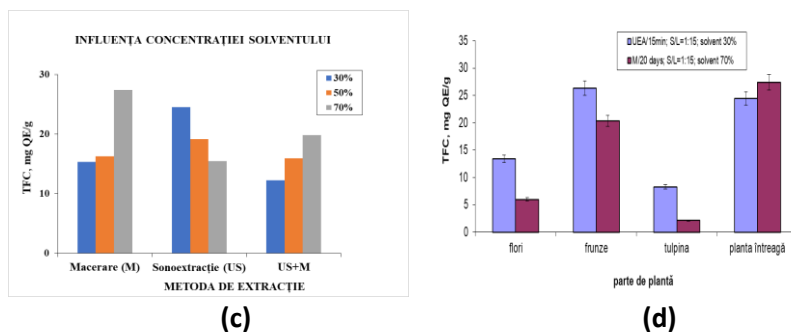 INFLUENȚA CONCENTRAȚIEI SOLVENTULUI
30%
50%
70%
TFC, mg QE/g
30
20
10
0
Macerare (M) Sonoextracție (US) US+M
METODA DE EXTRACȚIE
(c)
UEA/15min; S/L=1:15; solvent 30%
M/20 days; S/L=1:15; solvent 70%
TFC, mg QE/g
35
30
25
20
15
10
5
0
flori frunze tulpina planta întreagă
parte de plantă
(d)